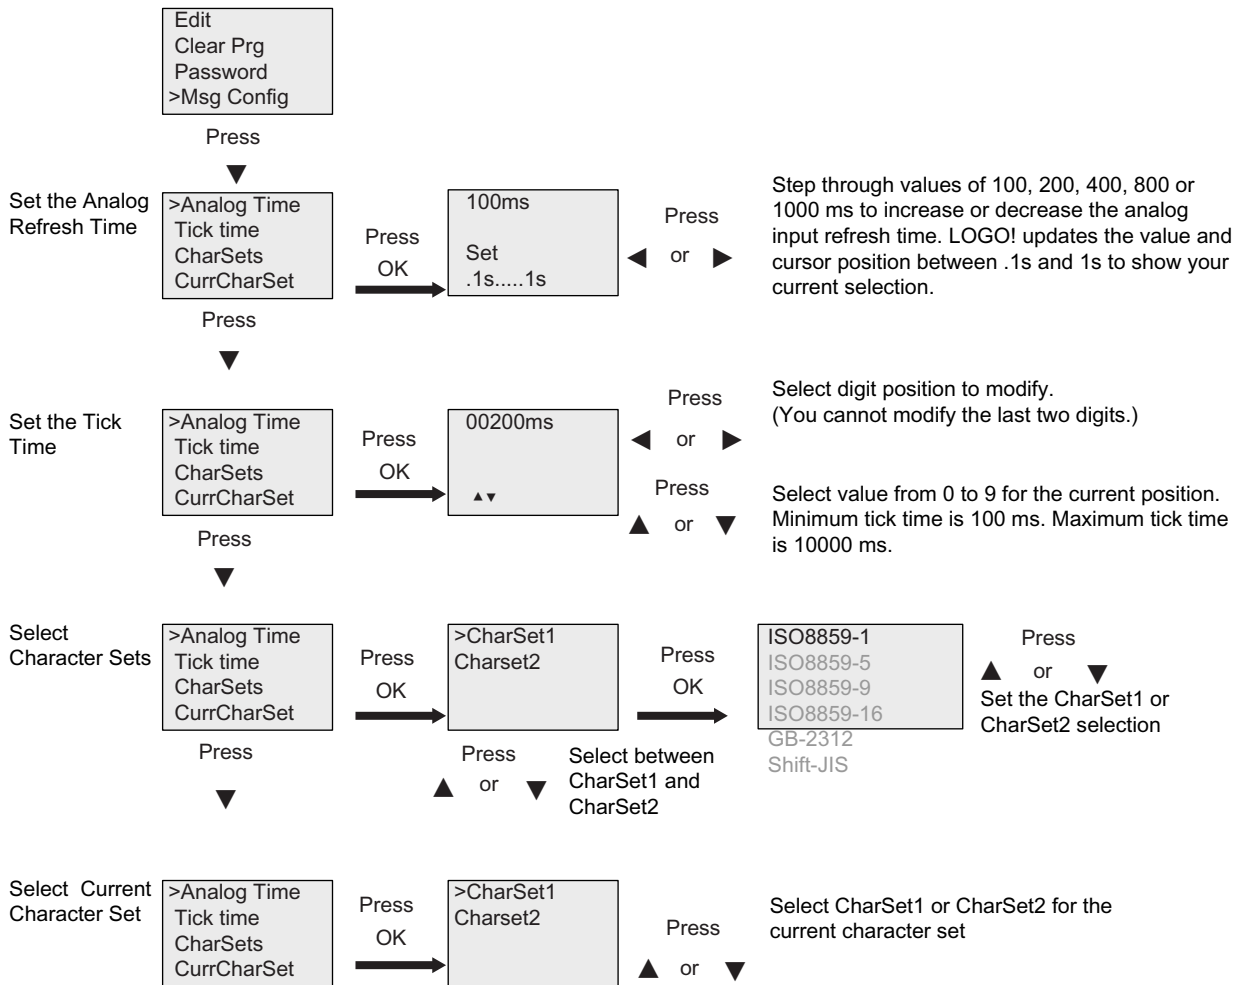 Edit
Clear Prg
Password
>Msg Config
Press
▼
Set the Analog
Refresh Time
>Analog Time
Tick time
CharSets
CurrCharSet
Press
OK
100ms
Set
.1s.....1s
Press
◀ or ▶
Step through values of 100, 200, 400, 800 or
1000 ms to increase or decrease the analog
input refresh time. LOGO! updates the value and
cursor position between .1s and 1s to show your
current selection.
Press
▼
Set the Tick
Time
>Analog Time
Tick time
CharSets
CurrCharSet
Press
OK
00200ms
▲▼
Press
◀ or ▶
Select digit position to modify.
(You cannot modify the last two digits.)
Press
▲ or ▼
Select value from 0 to 9 for the current position.
Minimum tick time is 100 ms. Maximum tick time
is 10000 ms.
Press
▼
Select
Character Sets
>Analog Time
Tick time
CharSets
CurrCharSet
Press
OK
>CharSet1
Charset2
Press
▲ or ▼
Select between
CharSet1 and
CharSet2
Press
OK
ISO8859-1
ISO8859-5
ISO8859-9
ISO8859-16
GB-2312
Shift-JIS
Press
▲ or ▼
Set the CharSet1 or
CharSet2 selection
Press
▼
Select Current
Character Set
>Analog Time
Tick time
CharSets
CurrCharSet
Press
OK
>CharSet1
Charset2
Press
▲ or ▼
Select CharSet1 or CharSet2 for the
current character set